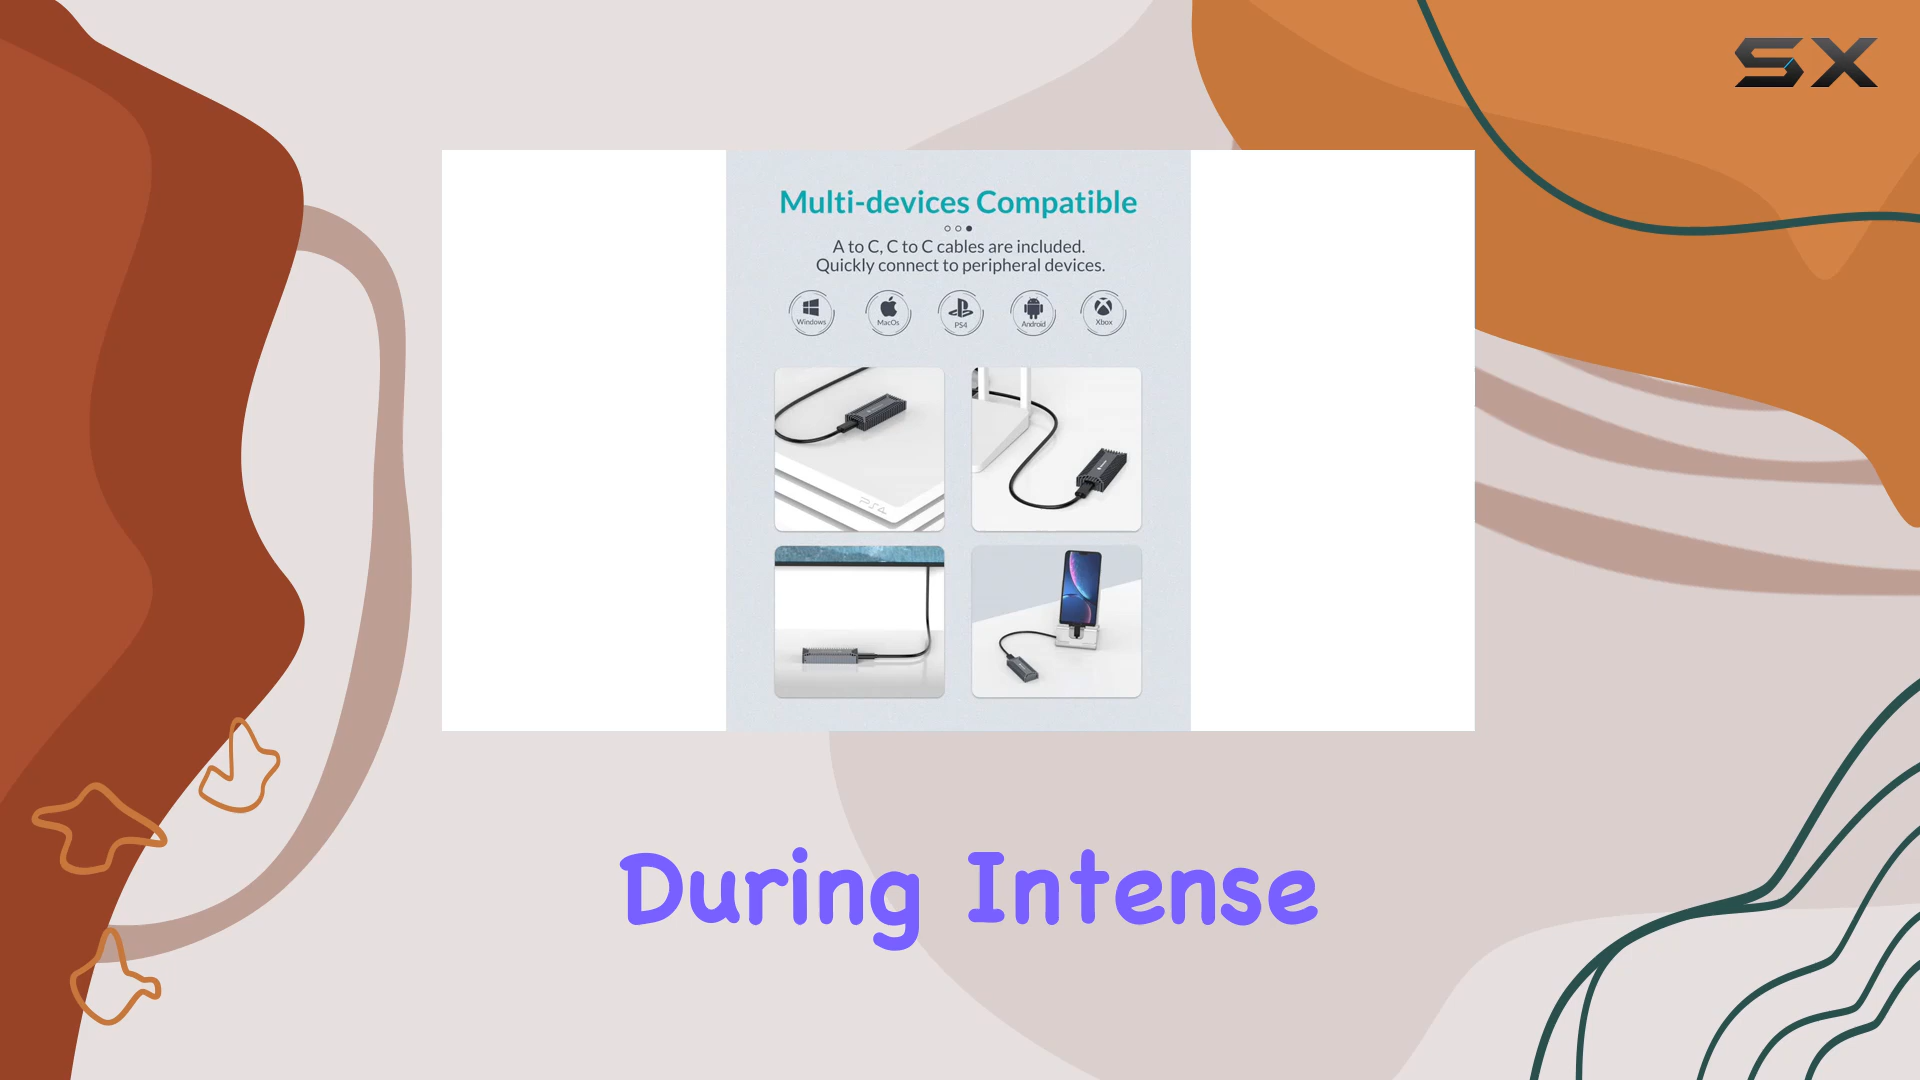 SX
Multi-devices Compatible
A to C, C to C cables are included.
Quickly connect to peripheral devices.
Windows MacOs PS4 Android Xbox
PS4
During Intense